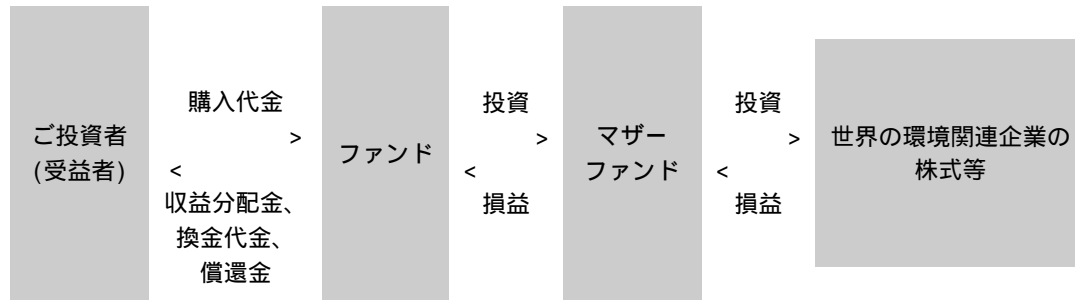 ご投資者
(受益者)
購入代金
>
<
収益分配金、
換金代金、
償還金
ファンド
投資
>
<
損益
マザー
ファンド
投資
>
<
損益
世界の環境関連企業の
株式等